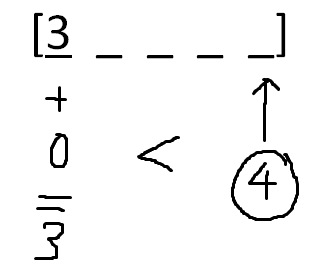 [3 _ _ _ _]
+
0 < 4
=
3